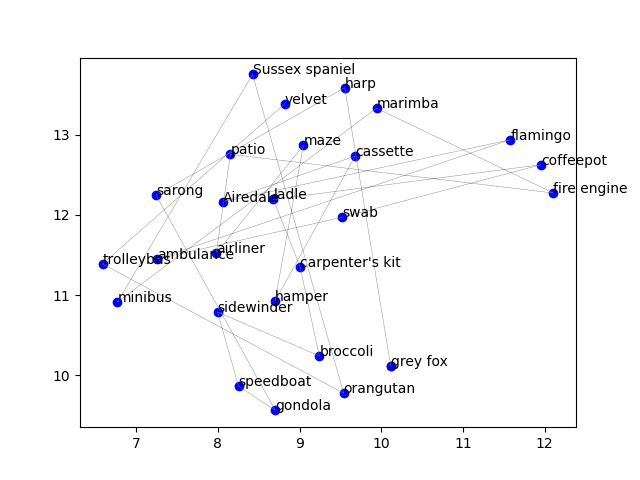 Sussex spaniel
harp
velvet
marimba
13
flamingo
maze
patio
cassette
coffeepot
sarong
Airedale
ladle
fire engine
12
swab
airliner
ambulance
trolleybus
carpenter's kit
11
minibus
hamper
sidewinder
broccoli
grey fox
10
speedboat
orangutan
gondola
7 8 9 10 11 12